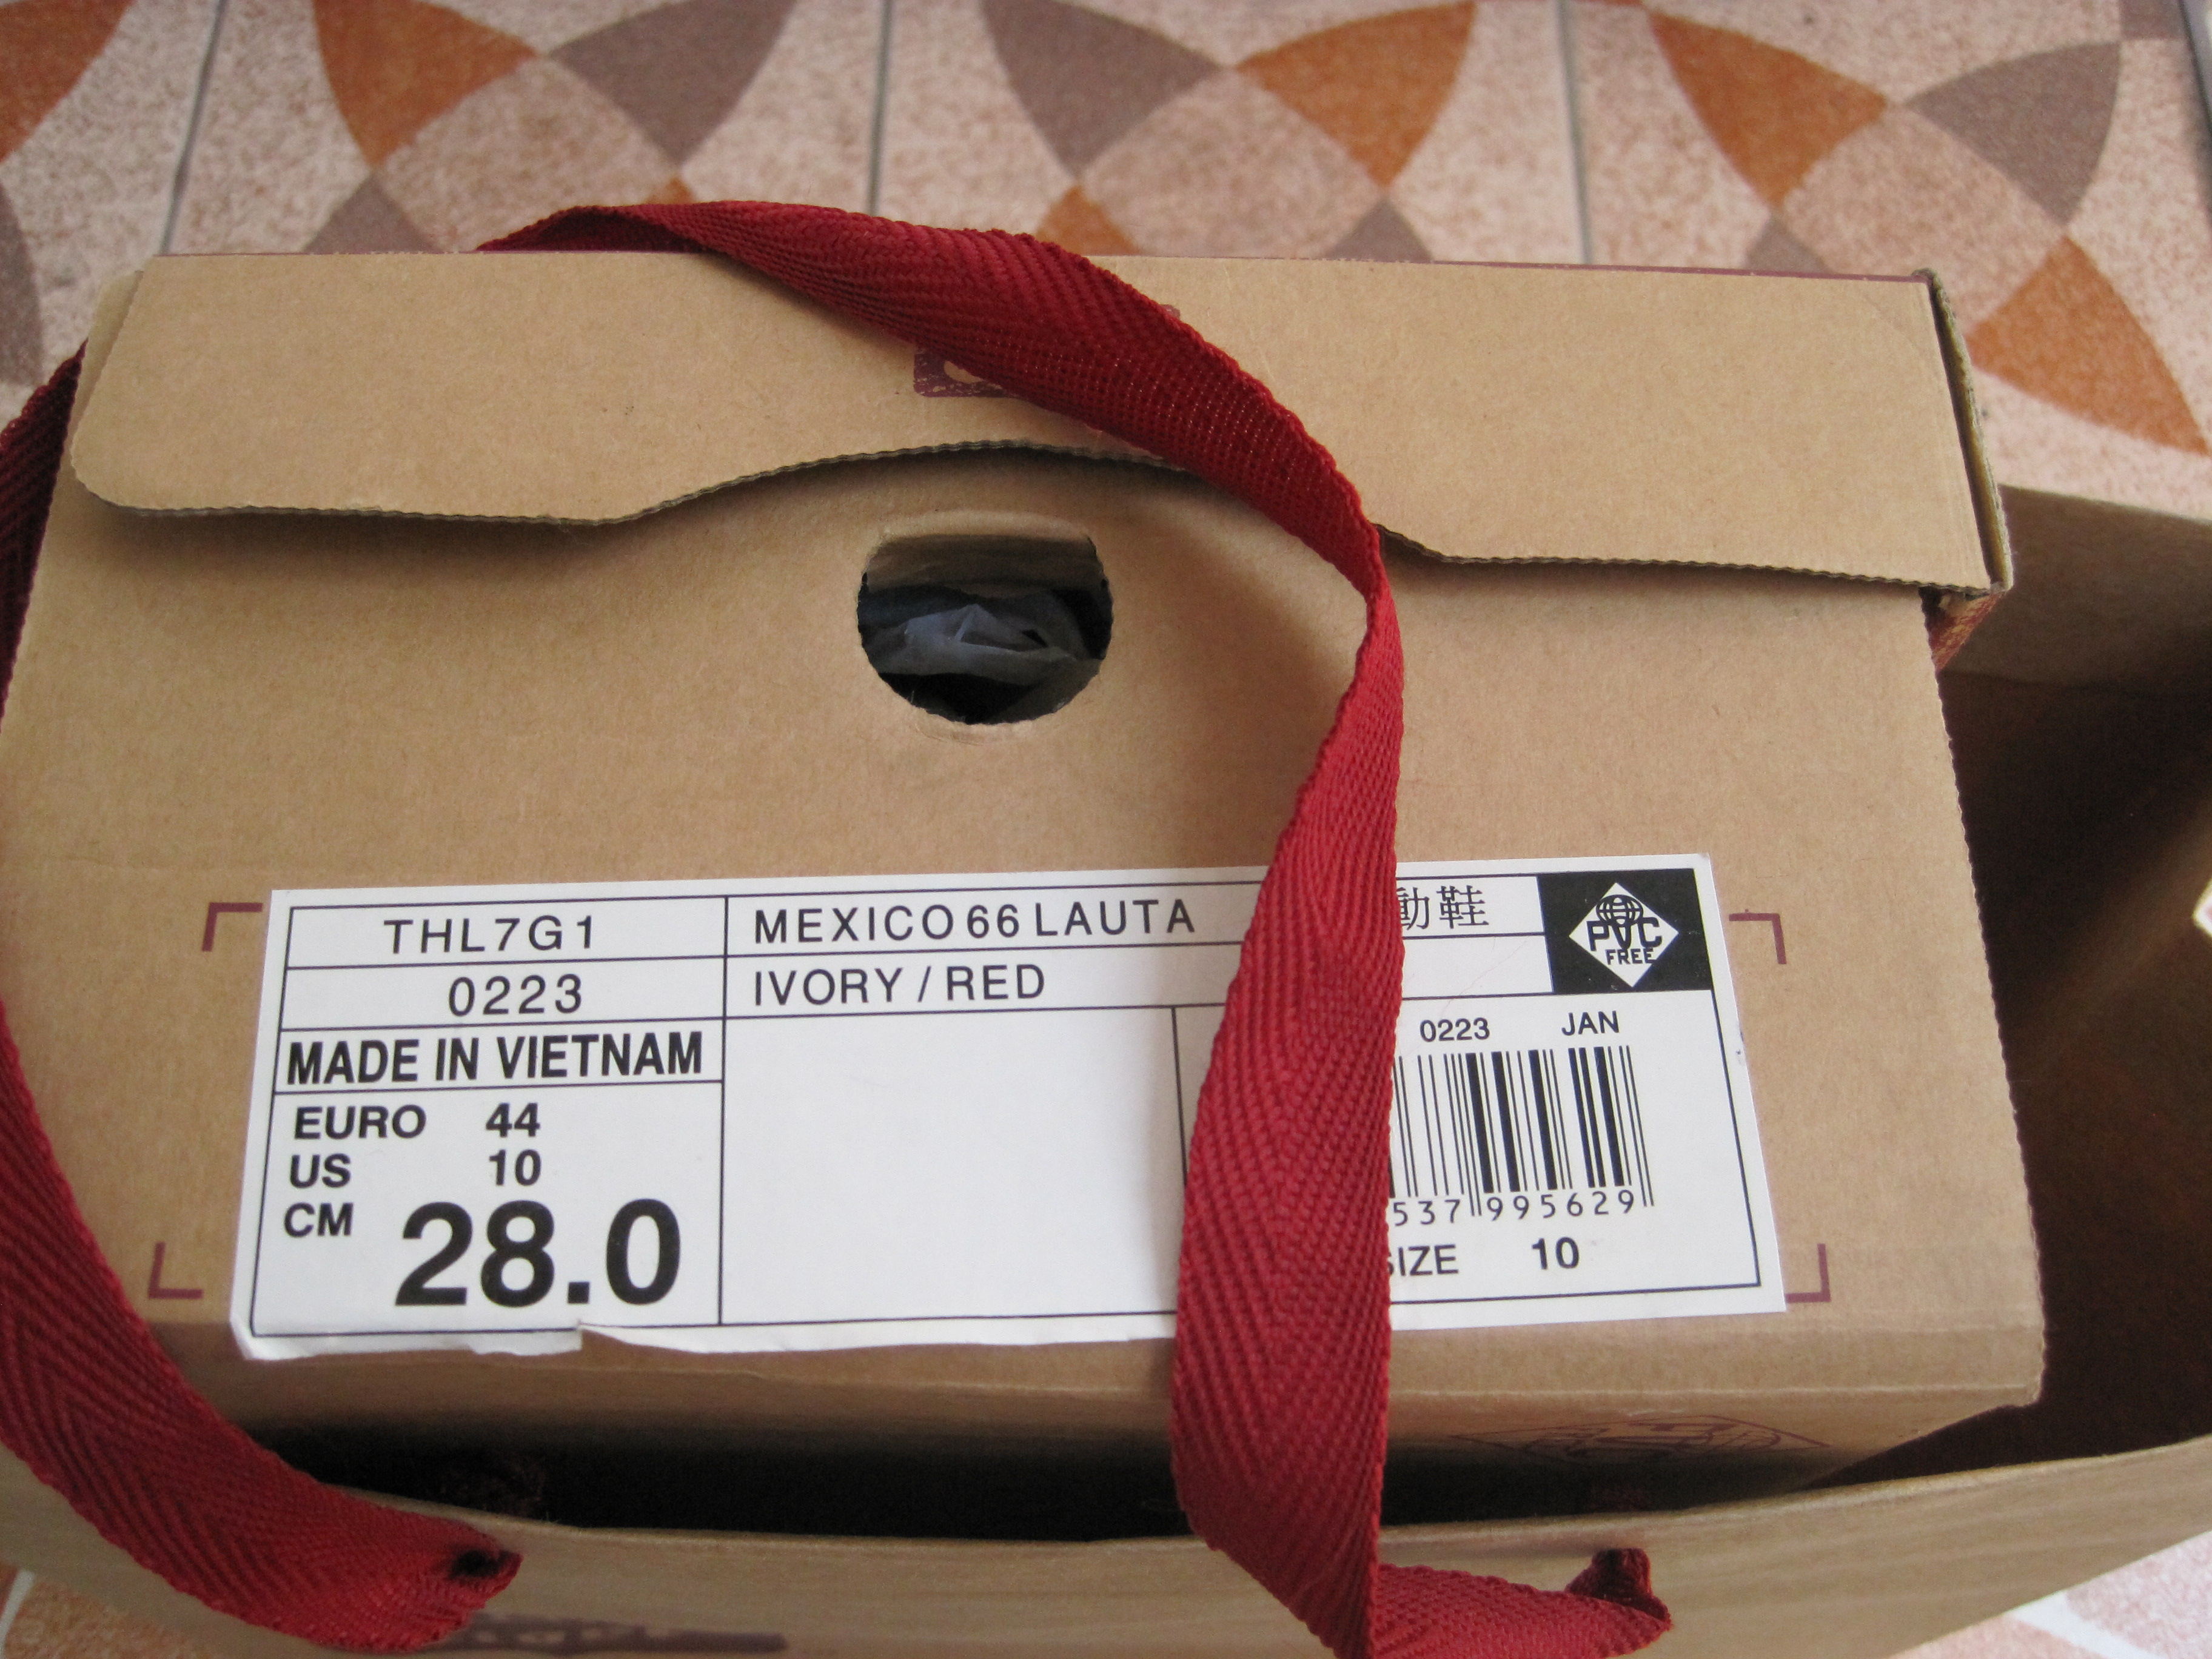 THL7G1 MEXICO 66 LAUTA 動鞋
0223 IVORY / RED
PVC
FREE
MADE IN VIETNAM
0223 JAN
EURO 44
US 10
CM 28.0
537 995629
SIZE 10